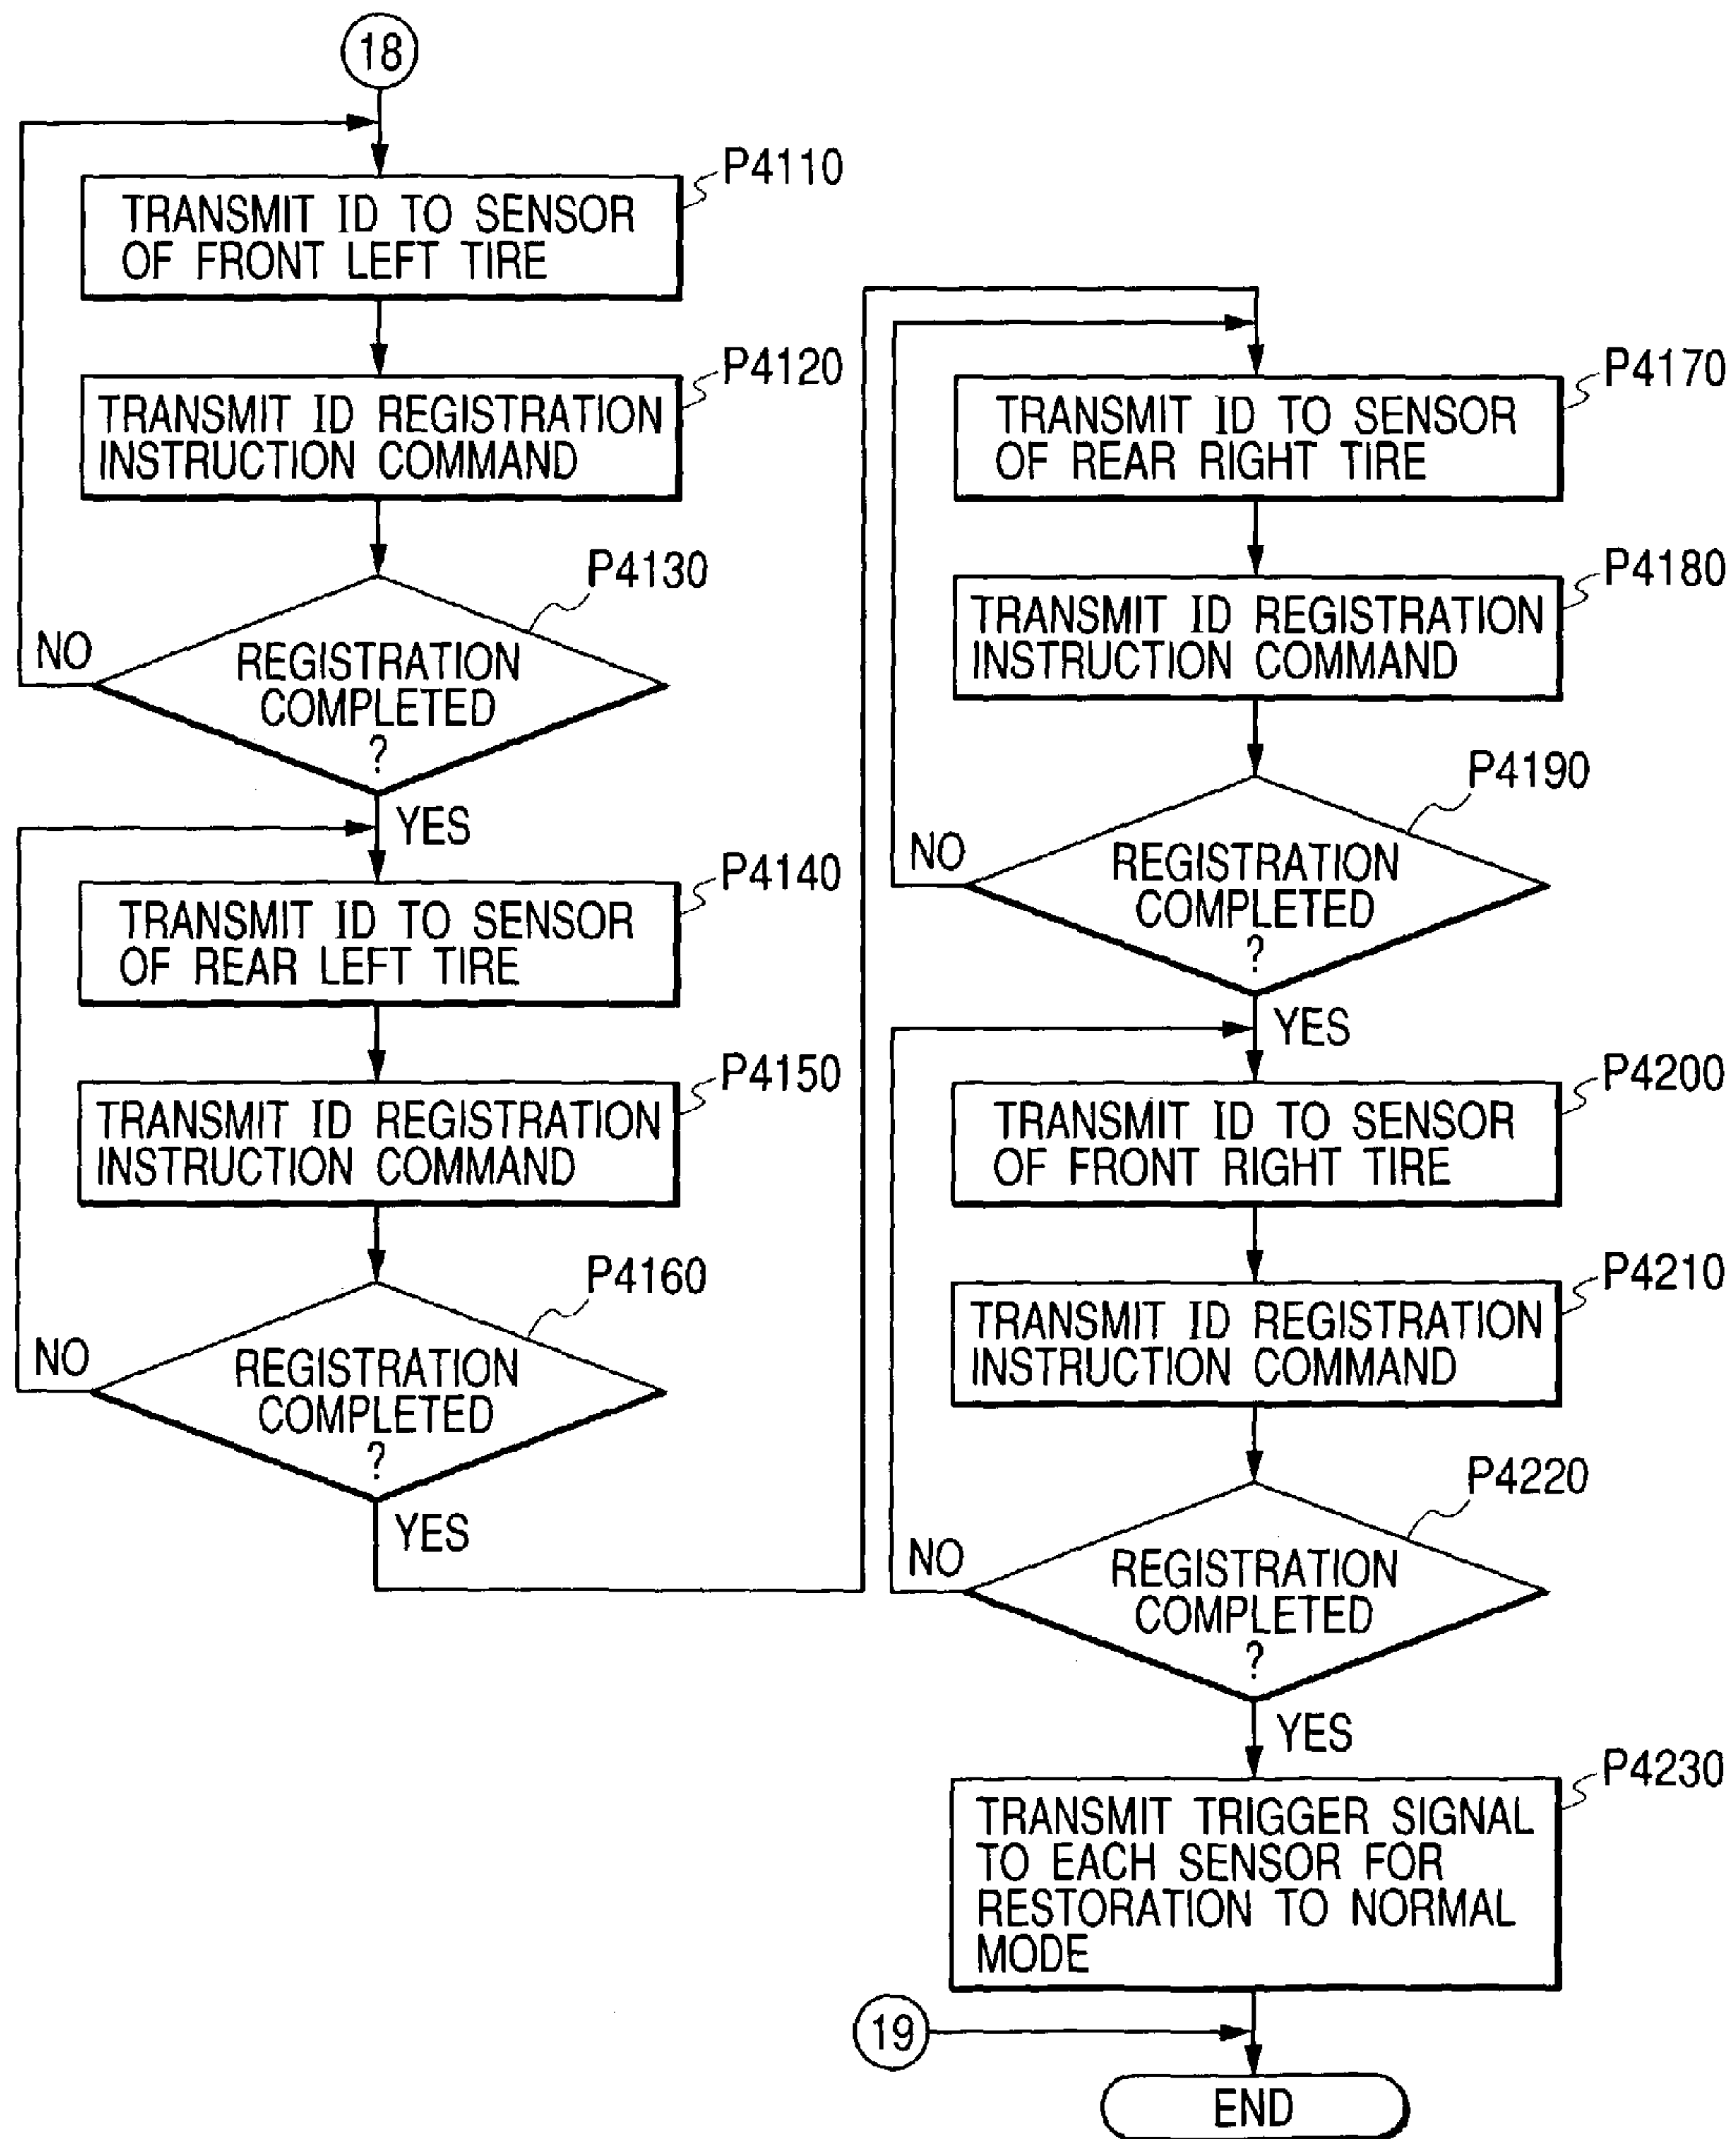 18
P4110
TRANSMIT ID TO SENSOR
OF FRONT LEFT TIRE
P4120
TRANSMIT ID REGISTRATION
INSTRUCTION COMMAND
P4130
NO
REGISTRATION
COMPLETED
?
YES
P4140
TRANSMIT ID TO SENSOR
OF REAR LEFT TIRE
P4150
TRANSMIT ID REGISTRATION
INSTRUCTION COMMAND
P4160
NO
REGISTRATION
COMPLETED
?
YES
P4170
TRANSMIT ID TO SENSOR
OF REAR RIGHT TIRE
P4180
TRANSMIT ID REGISTRATION
INSTRUCTION COMMAND
P4190
NO
REGISTRATION
COMPLETED
?
YES
P4200
TRANSMIT ID TO SENSOR
OF FRONT RIGHT TIRE
P4210
TRANSMIT ID REGISTRATION
INSTRUCTION COMMAND
P4220
NO
REGISTRATION
COMPLETED
?
YES
P4230
TRANSMIT TRIGGER SIGNAL
TO EACH SENSOR FOR
RESTORATION TO NORMAL
MODE
19
END